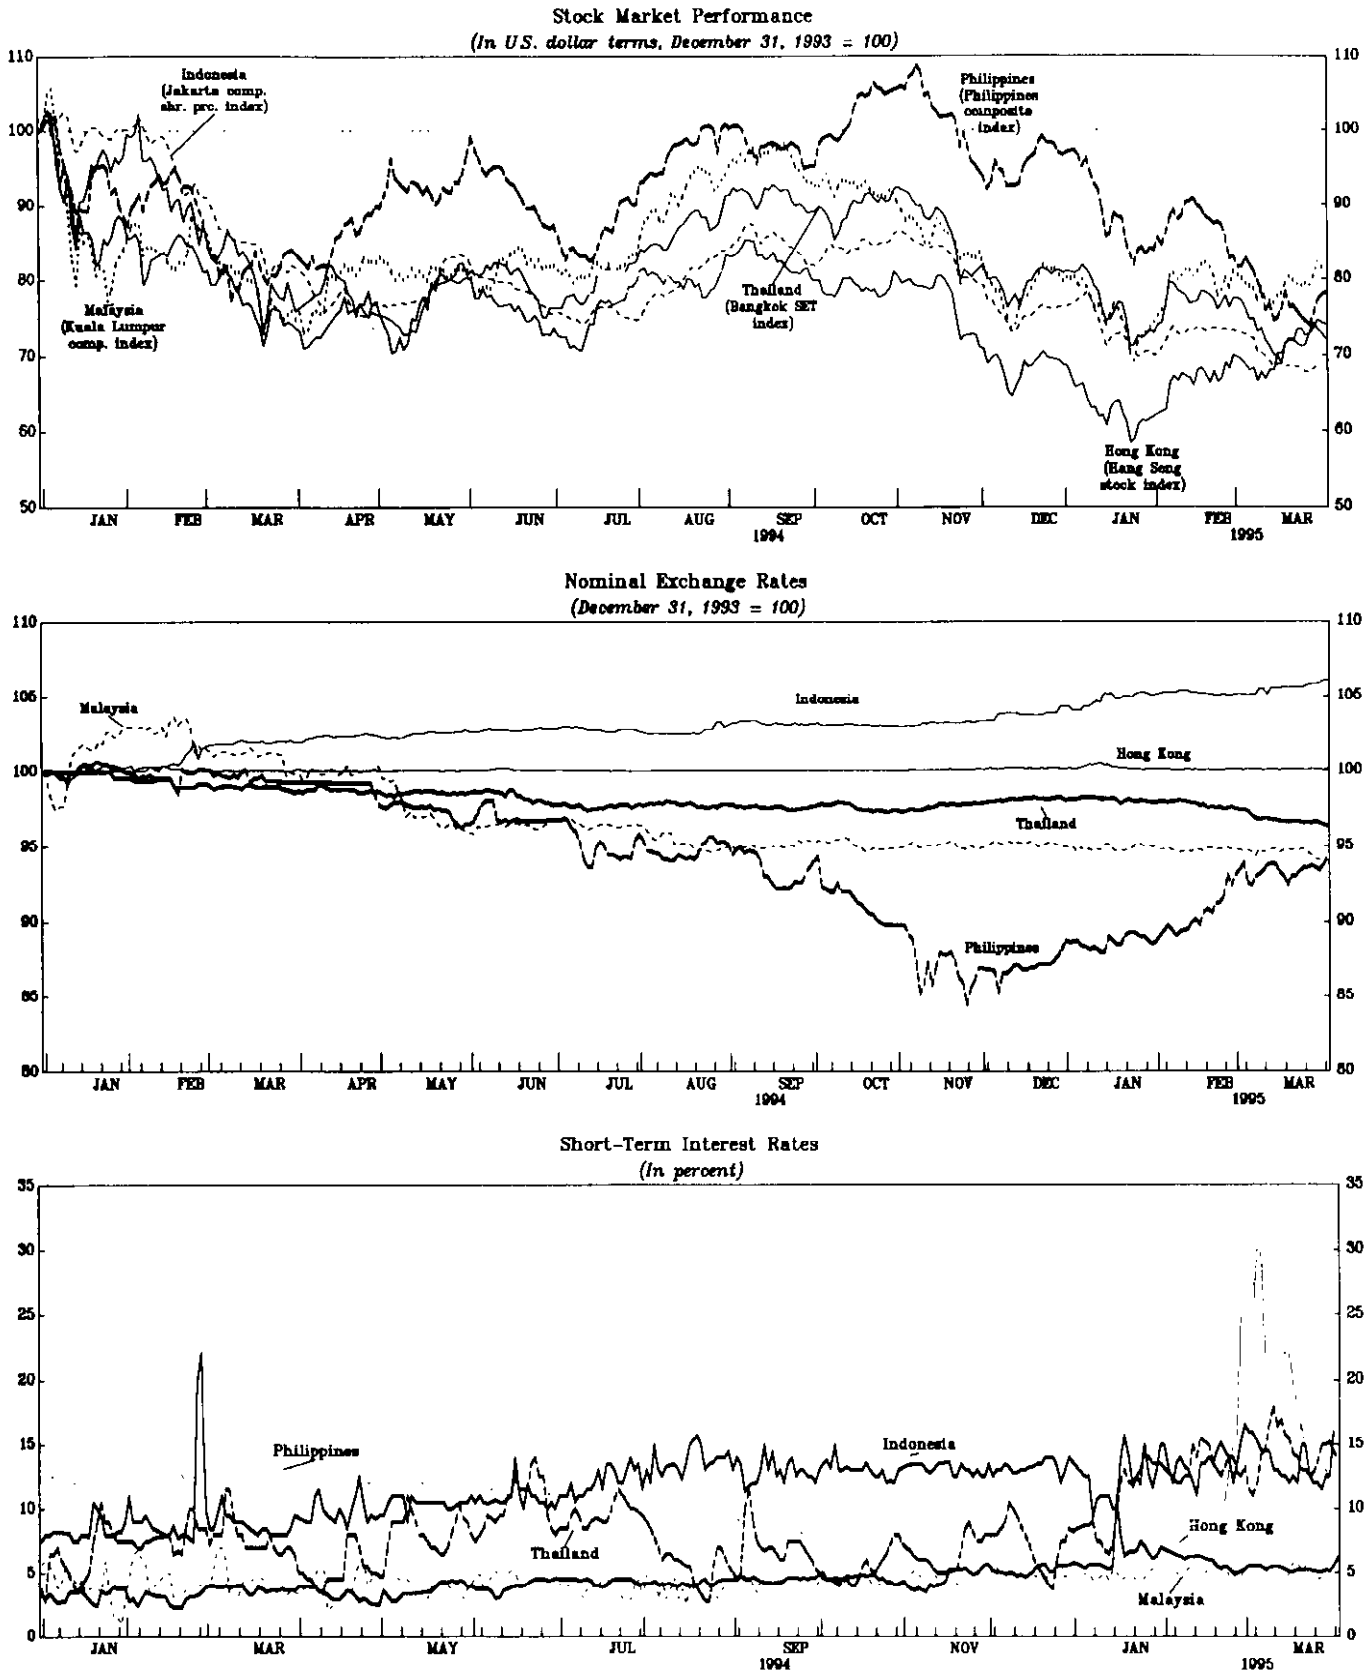 Stock Market Performance
(In U.S. dollar terms, December 31, 1993 = 100)
110 110
100 100
90 90
80 80
70 70
60 60
50 50
Indonesia
(Jakarta comp.
shr. prc. index)
Philippines
(Philippines
composite
index)
Malaysia
(Kuala Lumpur
comp. index)
Thailand
(Bangkok SET
index)
Hong Kong
(Hang Seng
stock index)
JAN FEB MAR APR MAY JUN JUL AUG SEP OCT NOV DEC JAN FEB MAR
1994 1995
Nominal Exchange Rates
(December 31, 1993 = 100)
110 110
105 105
100 100
95 95
90 90
85 85
80 80
Malaysia
Indonesia
Hong Kong
Thailand
Philippines
JAN FEB MAR APR MAY JUN JUL AUG SEP OCT NOV DEC JAN FEB MAR
1994 1995
Short-Term Interest Rates
(In percent)
35 35
30 30
25 25
20 20
15 15
10 10
5 5
0 0
Philippines
Indonesia
Thailand
Hong Kong
Malaysia
JAN MAR MAY JUL SEP NOV JAN MAR
1994 1995